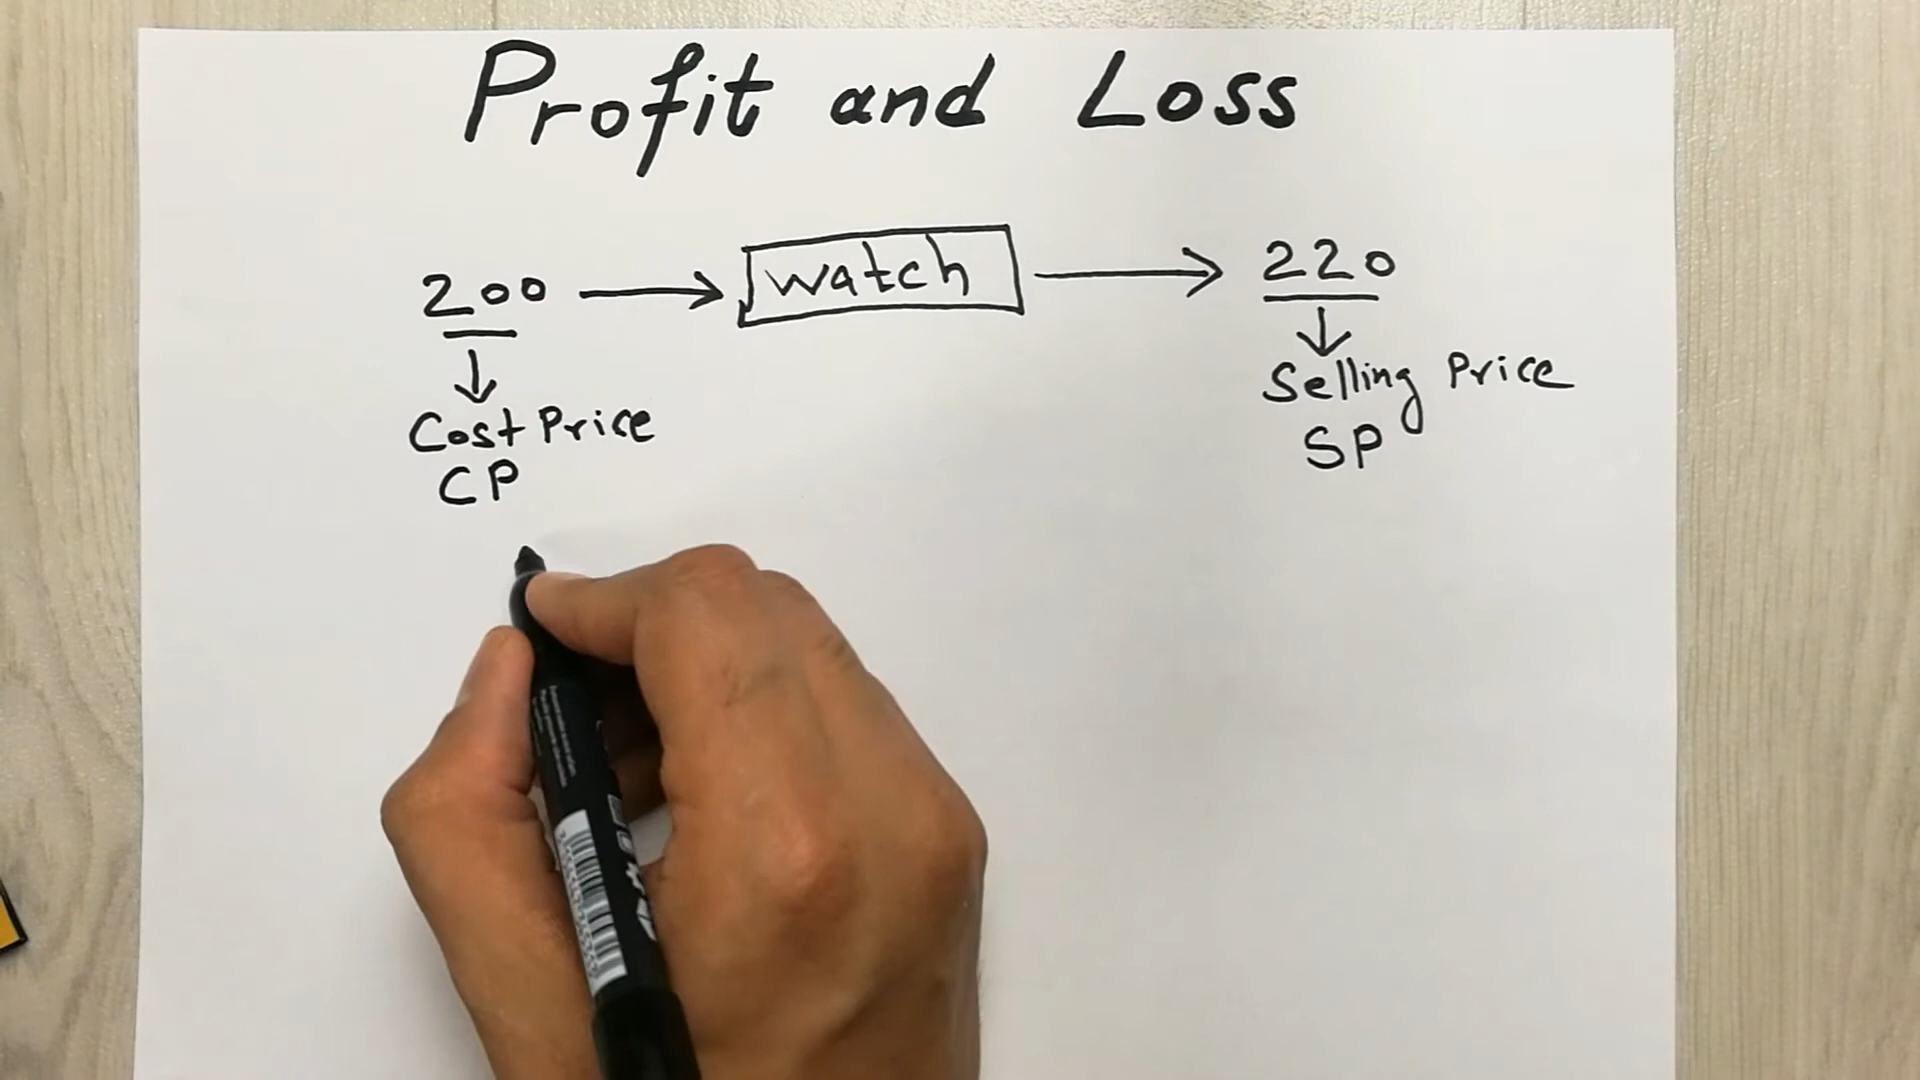 Profit and Loss
200 → watch → 220
↓
Cost Price
CP
↓
Selling Price
SP